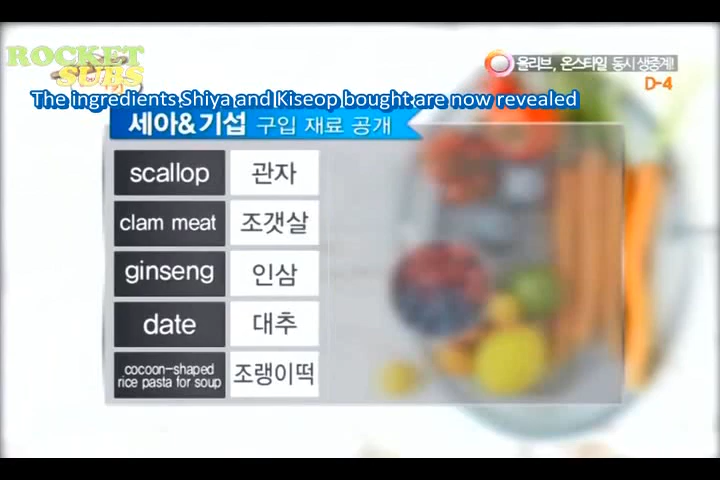 ROCKET
SUBS
올리브, 온스타일 동시 생중계!
D-4
The ingredients Shiya and Kiseop bought are now revealed
세아&기섭 구입 재료 공개
scallop 관자
clam meat 조갯살
ginseng 인삼
date 대추
cocoon-shaped
rice pasta for soup 조랭이떡